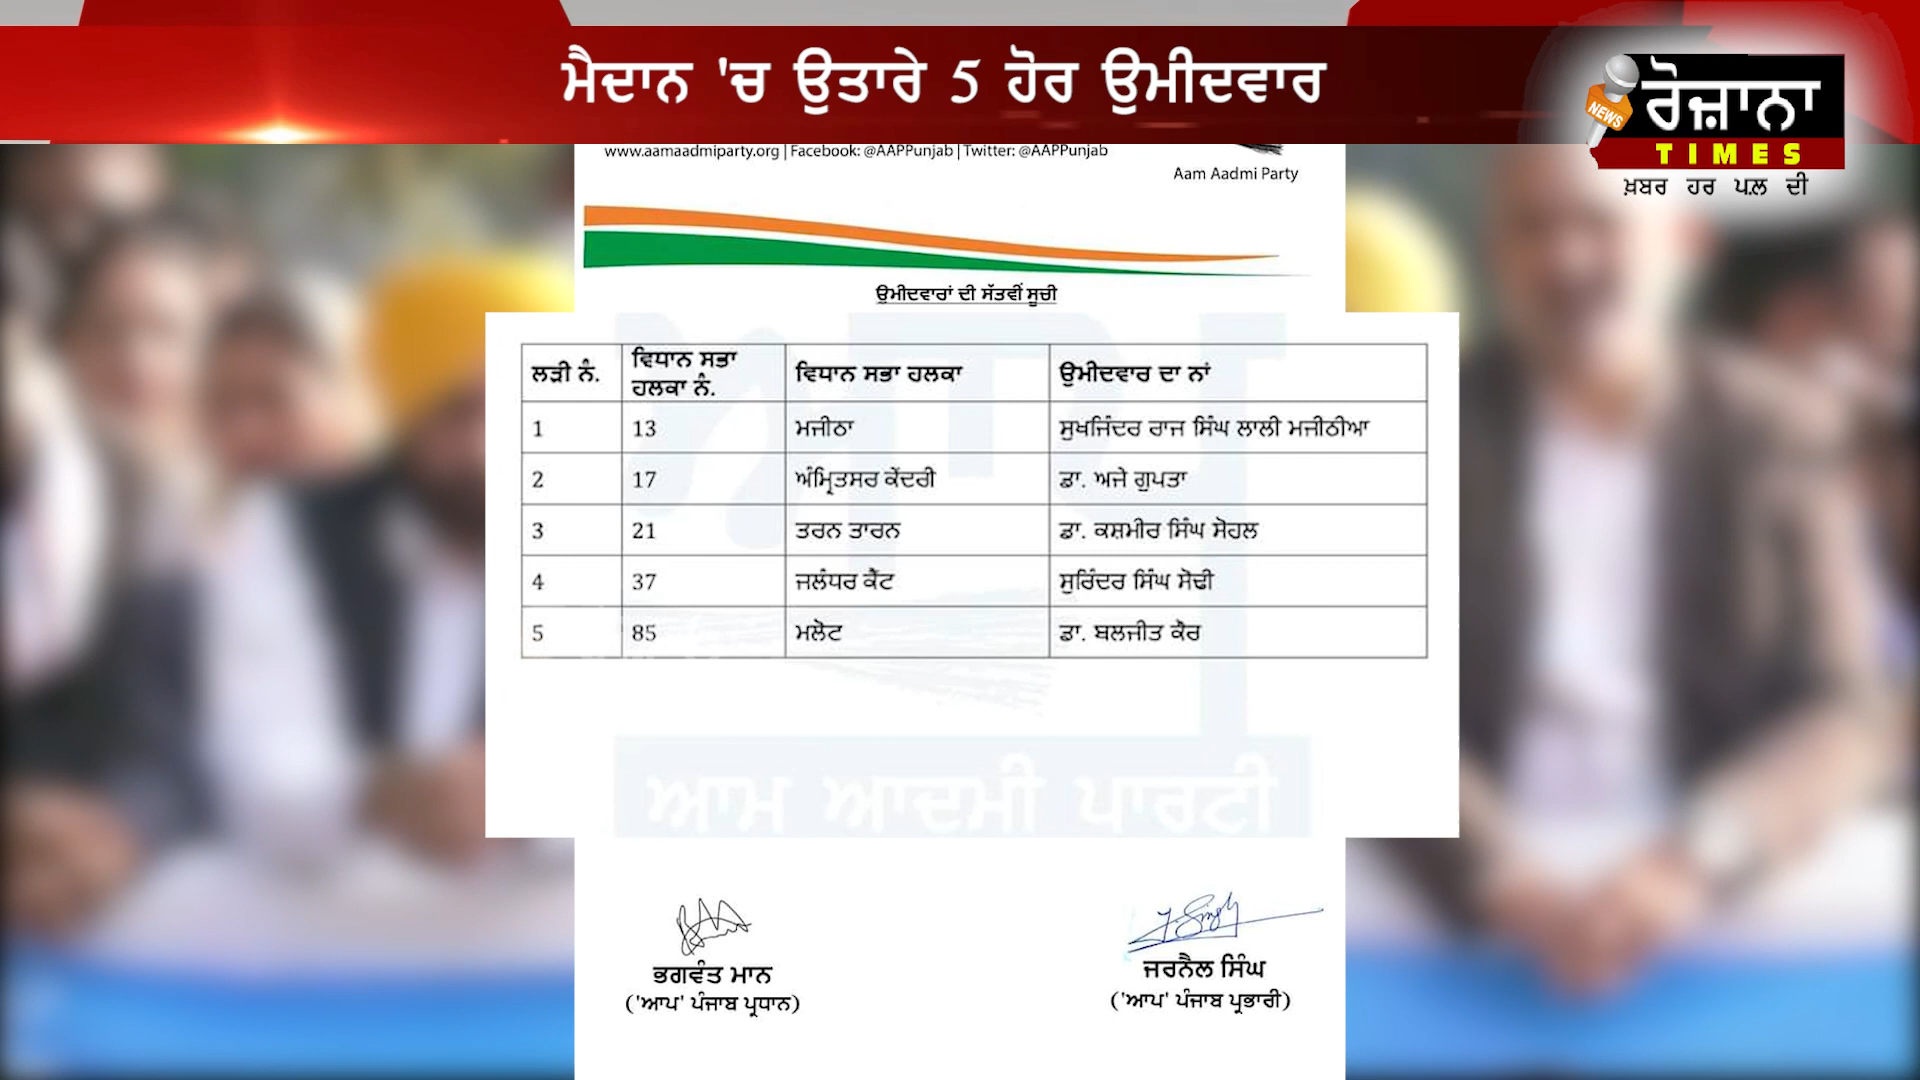 ਮੈਦਾਨ 'ਚ ਉਤਾਰੇ 5 ਹੋਰ ਉਮੀਦਵਾਰ
NEWS
ਰੋਜ਼ਾਨਾ
TIMES
ਖ਼ਬਰ ਹਰ ਪਲ ਦੀ
www.aamaadmiparty.org | Facebook: @AAPPunjab | Twitter: @AAPPunjab
Aam Aadmi Party
ਉਮੀਦਵਾਰਾਂ ਦੀ ਸੱਤਵੀਂ ਸੂਚੀ
ਲੜੀ ਨੰ. ਵਿਧਾਨ ਸਭਾ ਹਲਕਾ ਨੰ. ਵਿਧਾਨ ਸਭਾ ਹਲਕਾ ਉਮੀਦਵਾਰ ਦਾ ਨਾਂ
1 13 ਮਜੀਠਾ ਸੁਖਜਿੰਦਰ ਰਾਜ ਸਿੰਘ ਲਾਲੀ ਮਜੀਠੀਆ
2 17 ਅੰਮ੍ਰਿਤਸਰ ਕੇਂਦਰੀ ਡਾ. ਅਜੇ ਗੁਪਤਾ
3 21 ਤਰਨ ਤਾਰਨ ਡਾ. ਕਸ਼ਮੀਰ ਸਿੰਘ ਸੋਹਲ
4 37 ਜਲੰਧਰ ਕੈਂਟ ਸੁਰਿੰਦਰ ਸਿੰਘ ਸੋਢੀ
5 85 ਮਲੋਟ ਡਾ. ਬਲਜੀਤ ਕੌਰ
ਆਪ
ਆਮ ਆਦਮੀ ਪਾਰਟੀ
ਭਗਵੰਤ ਮਾਨ
('ਆਪ' ਪੰਜਾਬ ਪ੍ਰਧਾਨ)
J. Singh
ਜਰਨੈਲ ਸਿੰਘ
('ਆਪ' ਪੰਜਾਬ ਪ੍ਰਭਾਰੀ)